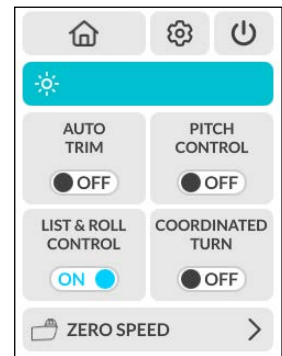 AUTO
TRIM
OFF
PITCH
CONTROL
OFF
LIST & ROLL
CONTROL
ON
COORDINATED
TURN
OFF
ZERO SPEED